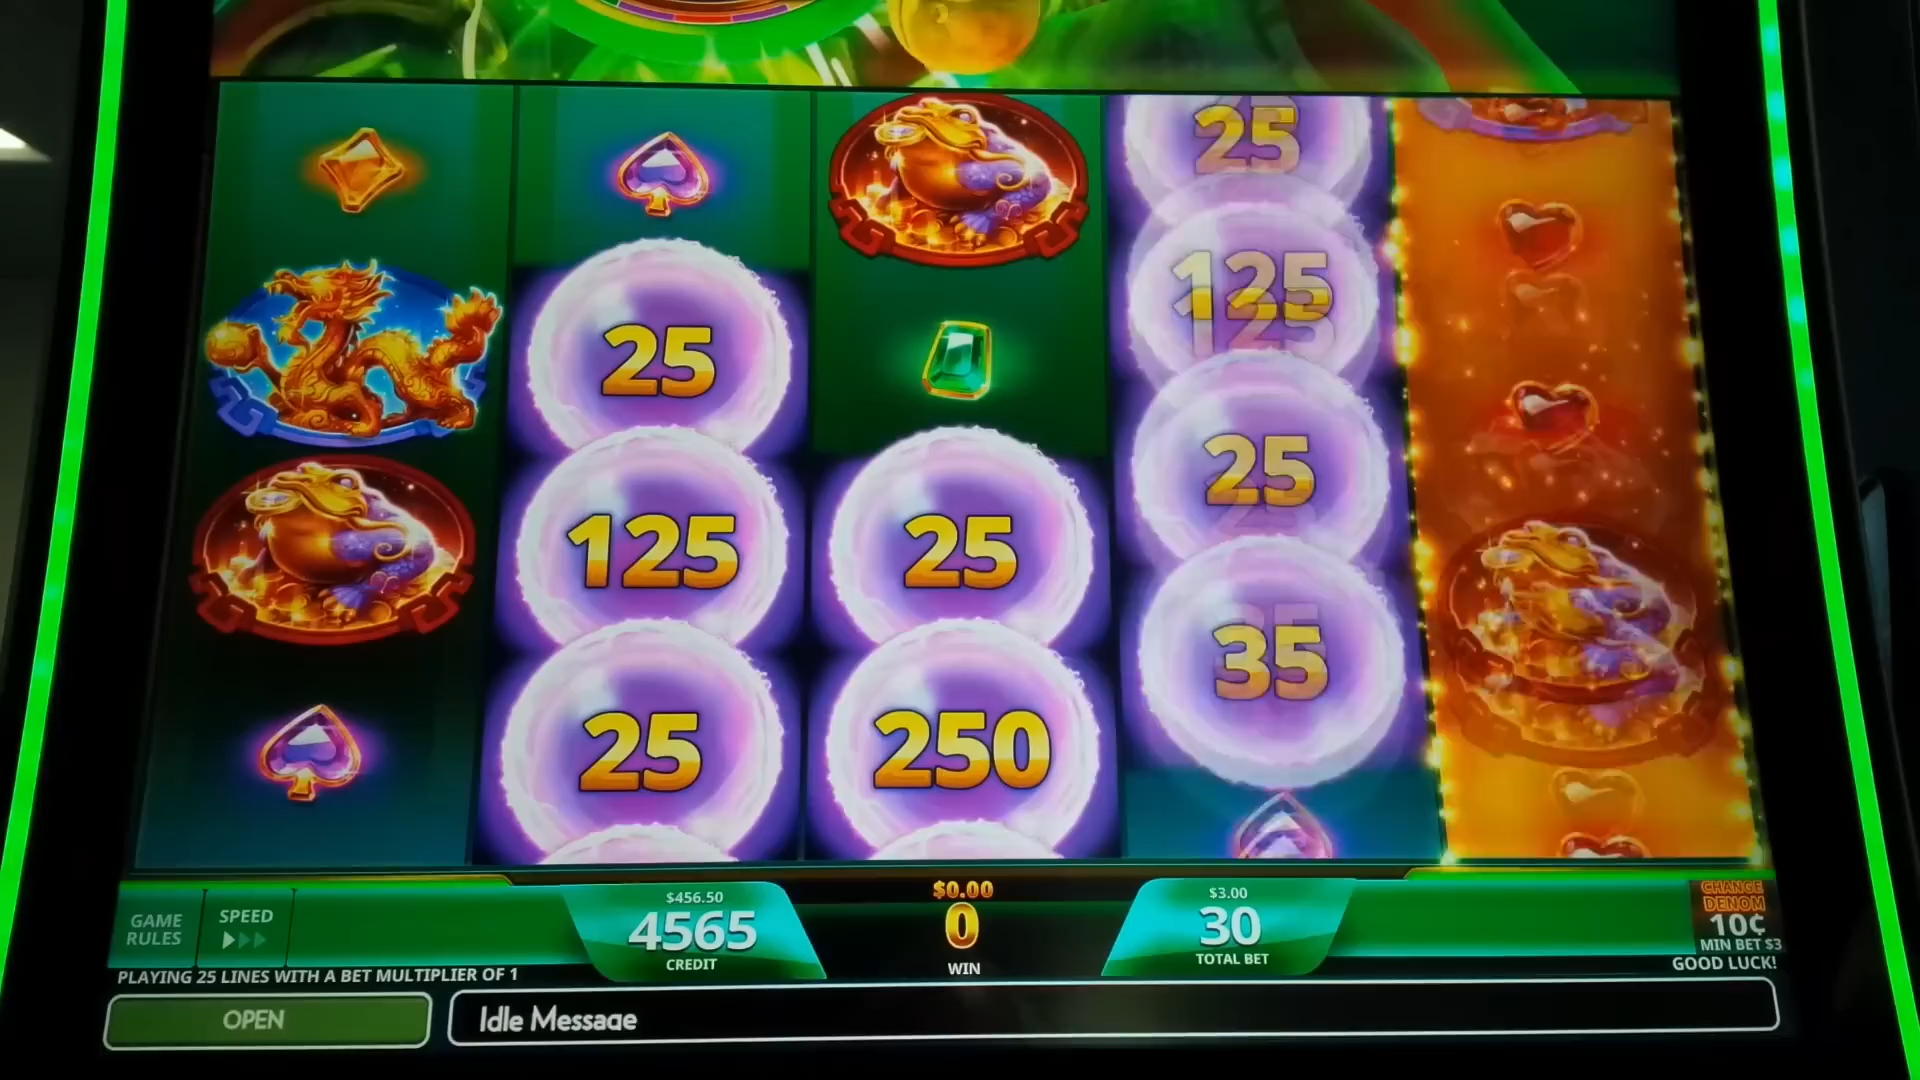 25
125
25
25
125
25
25
35
25
250
GAME RULES
SPEED
$456.50
4565
CREDIT
$0.00
0
WIN
$3.00
30
TOTAL BET
CHANGE
DENOM
10¢
MIN BET $3
PLAYING 25 LINES WITH A BET MULTIPLIER OF 1
GOOD LUCK!
OPEN
Idle Message